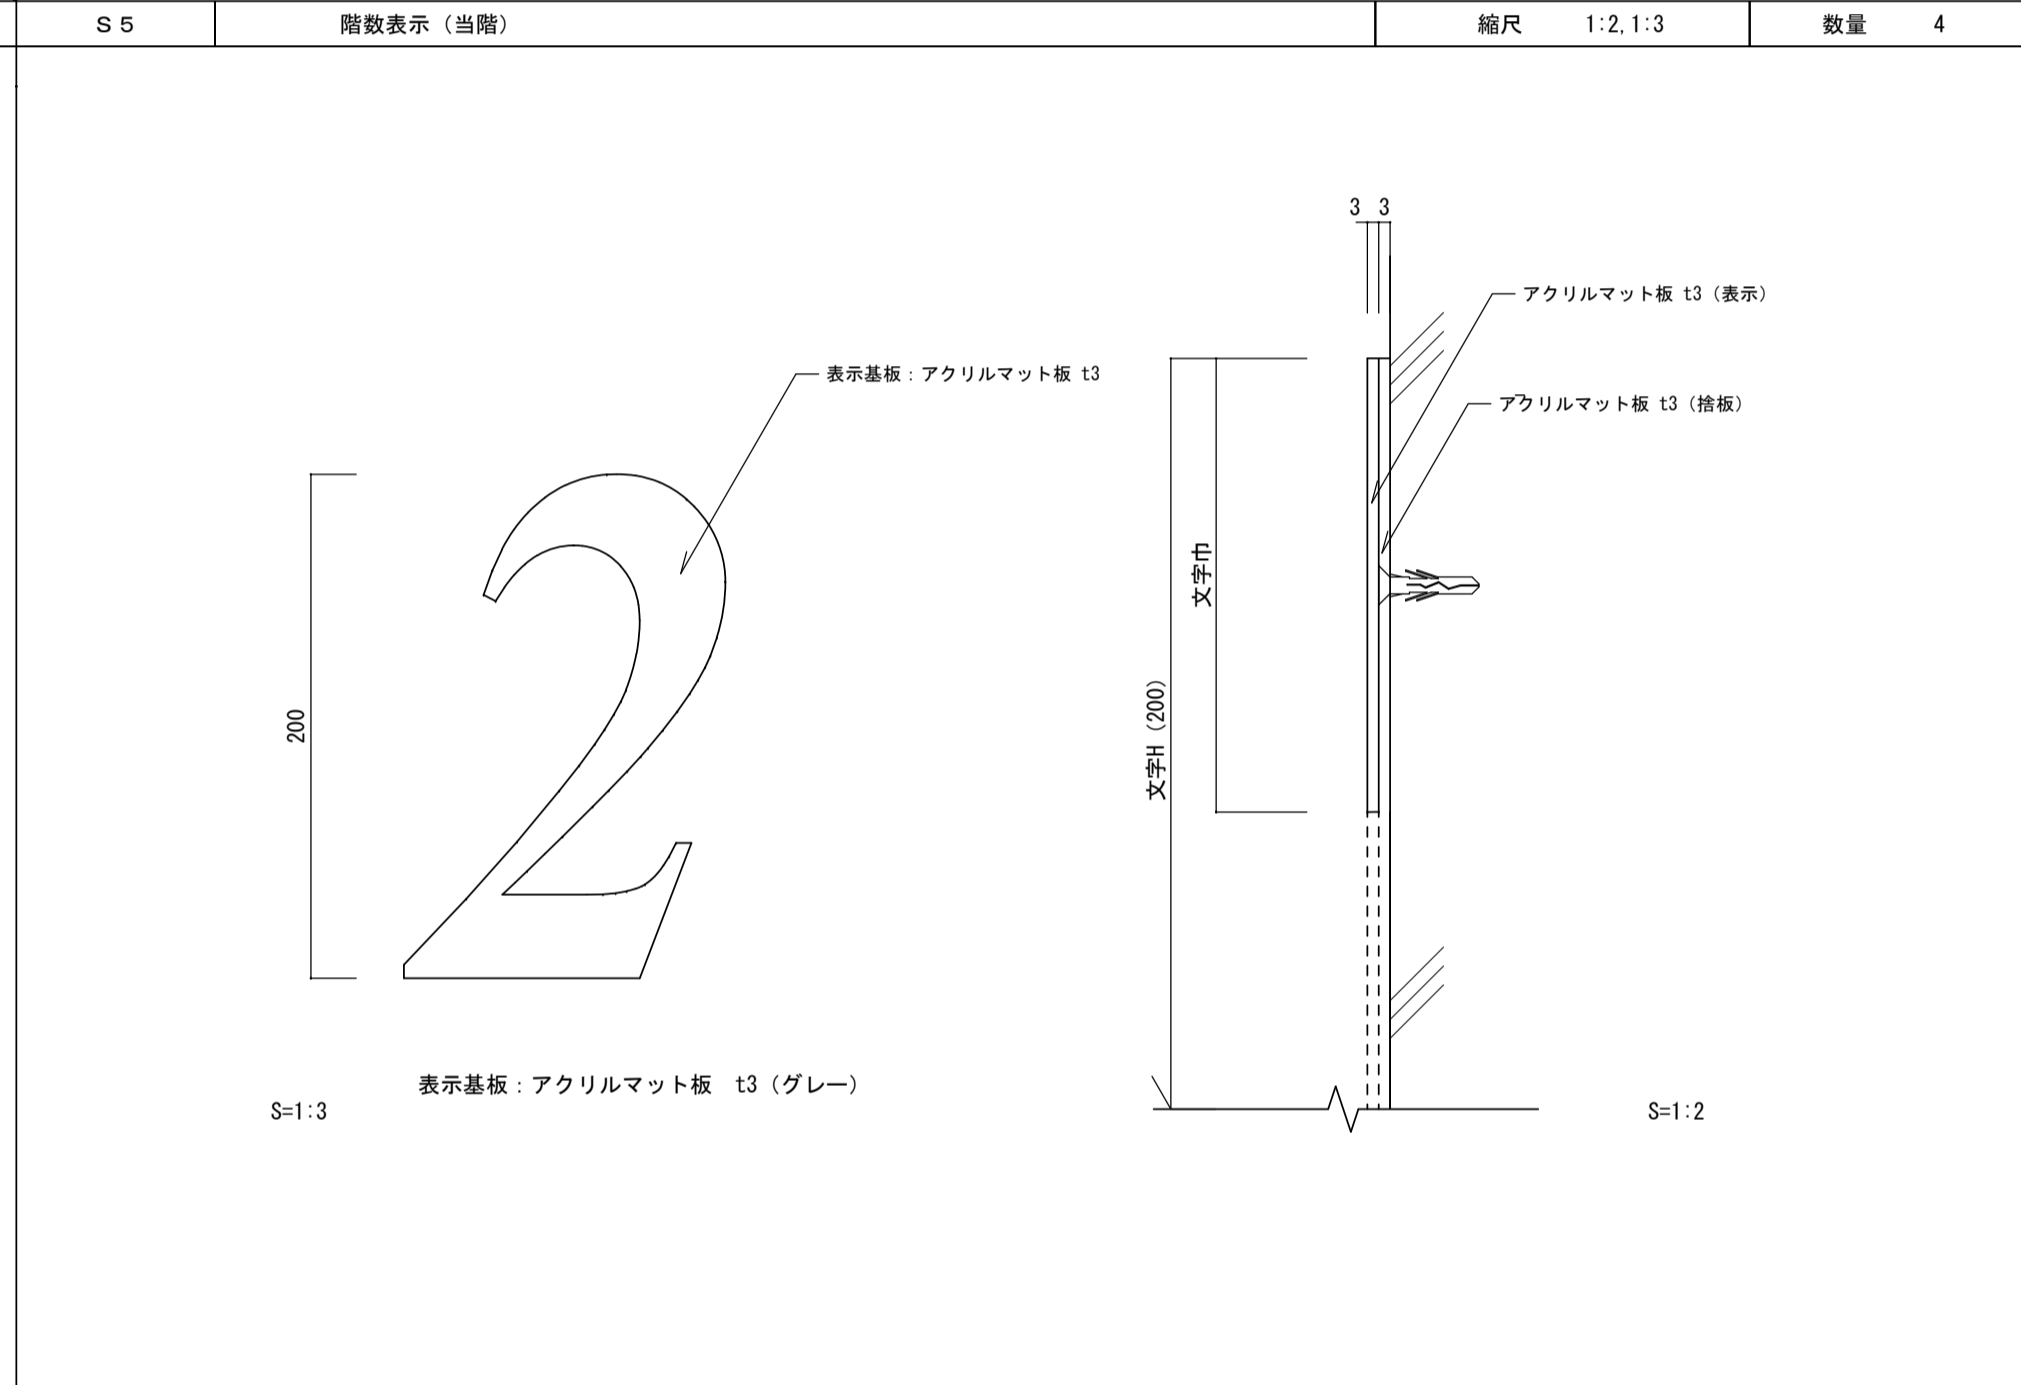 S5 階数表示（当階） 縮尺 1:2,1:3 数量 4
3 3
アクリルマット板 t3（表示）
表示基板：アクリルマット板 t3
アクリルマット板 t3（捨板）
文字巾
200
文字H（200）
2
表示基板：アクリルマット板 t3（グレー）
S=1:3
S=1:2